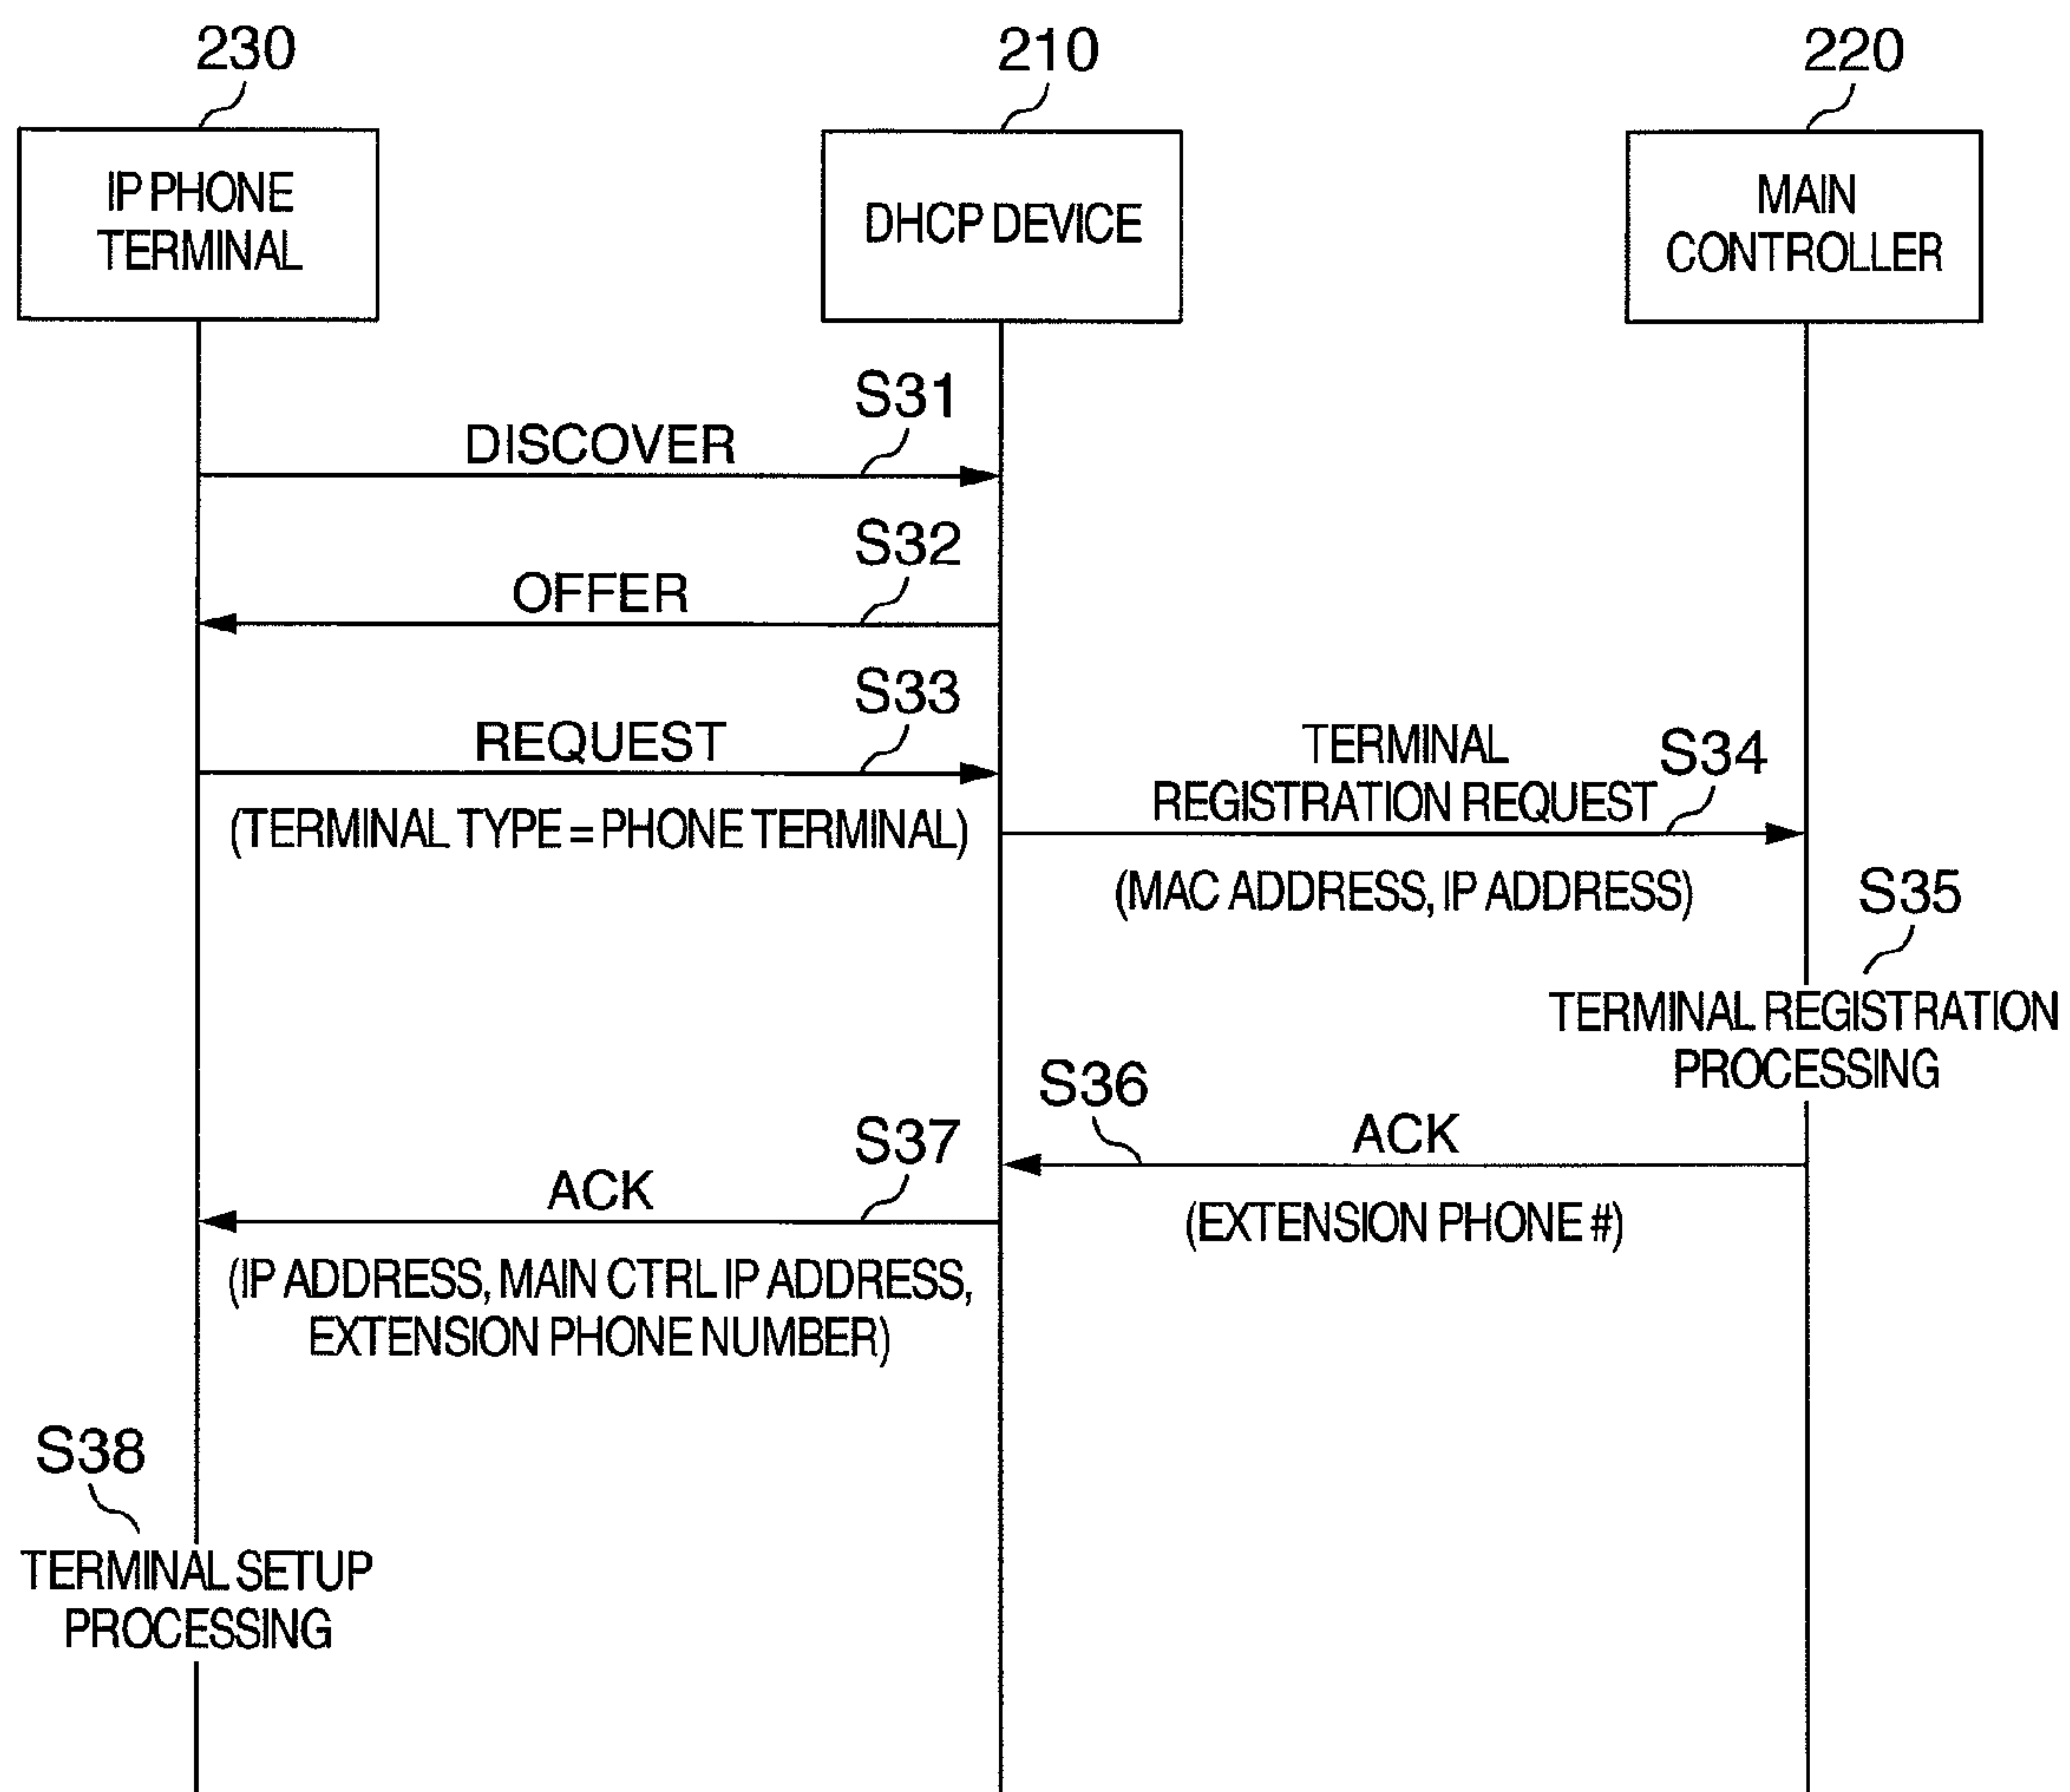 230
210
220
IP PHONE
TERMINAL
DHCP DEVICE
MAIN
CONTROLLER
S31
DISCOVER
S32
OFFER
S33
REQUEST
(TERMINAL TYPE = PHONE TERMINAL)
TERMINAL
REGISTRATION REQUEST
S34
(MAC ADDRESS, IP ADDRESS)
S35
TERMINAL REGISTRATION
PROCESSING
S36
ACK
(EXTENSION PHONE #)
S37
ACK
(IP ADDRESS, MAIN CTRL IP ADDRESS,
EXTENSION PHONE NUMBER)
S38
TERMINAL SETUP
PROCESSING